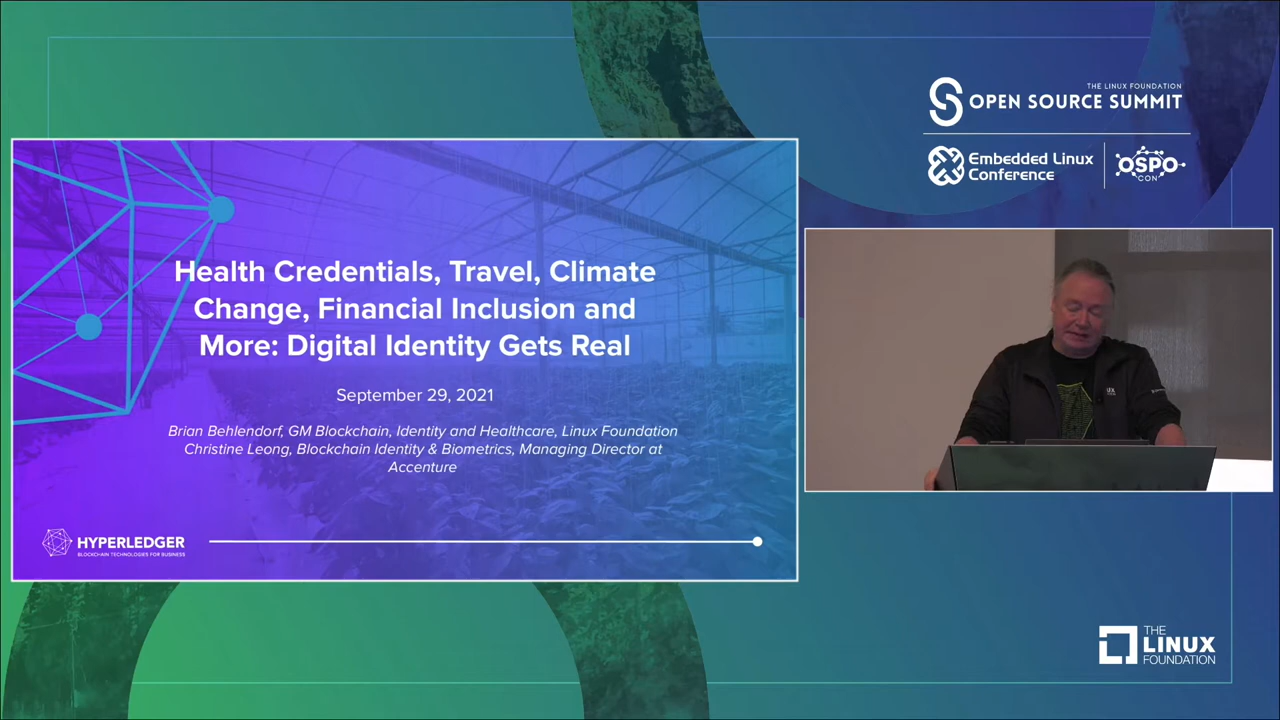 THE LINUX FOUNDATION
OPEN SOURCE SUMMIT
Embedded Linux
Conference
OSPO
CON
Health Credentials, Travel, Climate
Change, Financial Inclusion and
More: Digital Identity Gets Real
September 29, 2021
Brian Behlendorf, GM Blockchain, Identity and Healthcare, Linux Foundation
Christine Leong, Blockchain Identity & Biometrics, Managing Director at
Accenture
HYPERLEDGER
BLOCKCHAIN TECHNOLOGIES FOR BUSINESS
THE
LINUX
FOUNDATION